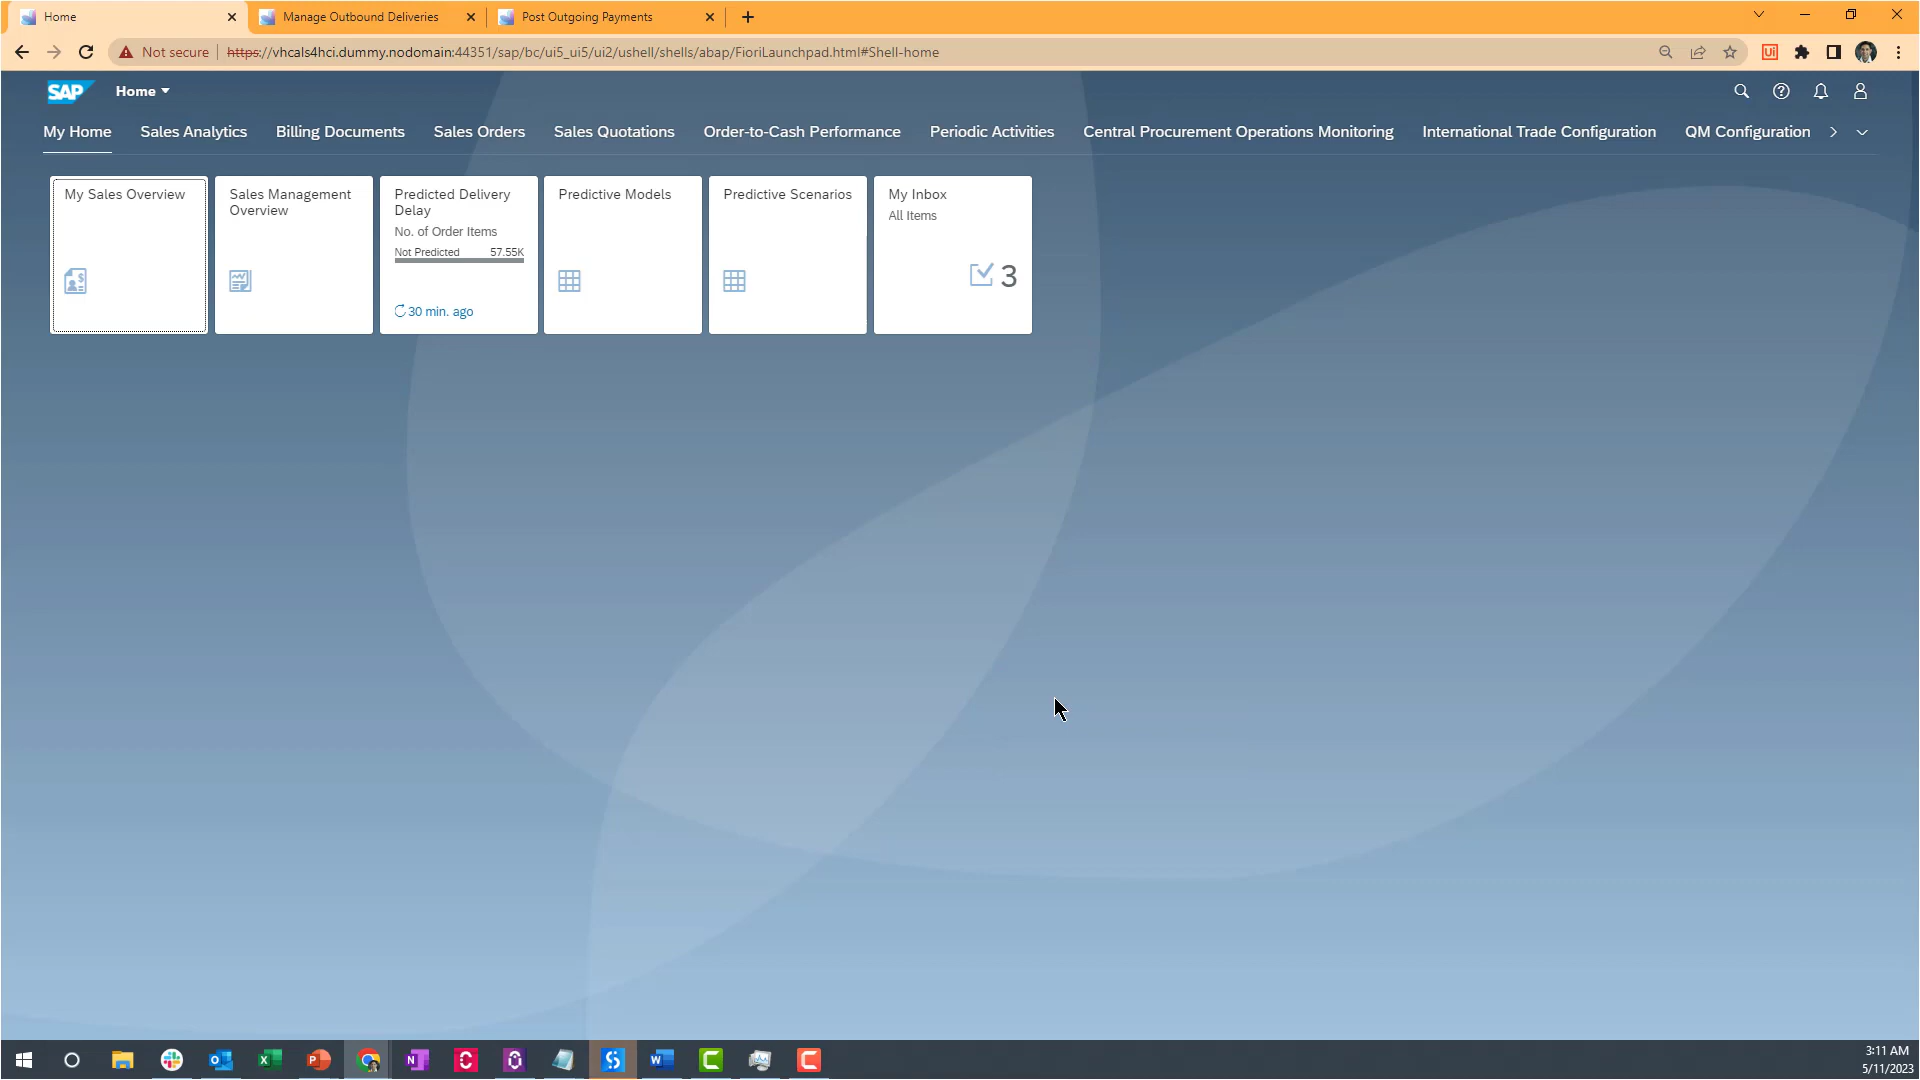 Home
Manage Outbound Deliveries
Post Outgoing Payments
Not secure
https://vhcals4hci.dummy.nodomain:44351/sap/bc/ui5_ui5/ui2/ushell/shells/abap/FioriLaunchpad.html#Shell-home
Ui
SAP
Home
My Home
Sales Analytics
Billing Documents
Sales Orders
Sales Quotations
Order-to-Cash Performance
Periodic Activities
Central Procurement Operations Monitoring
International Trade Configuration
QM Configuration
My Sales Overview
Sales Management
Overview
Predicted Delivery
Delay
No. of Order Items
Not Predicted 57.55K
30 min. ago
Predictive Models
Predictive Scenarios
My Inbox
All Items
3
3:11 AM
5/11/2023